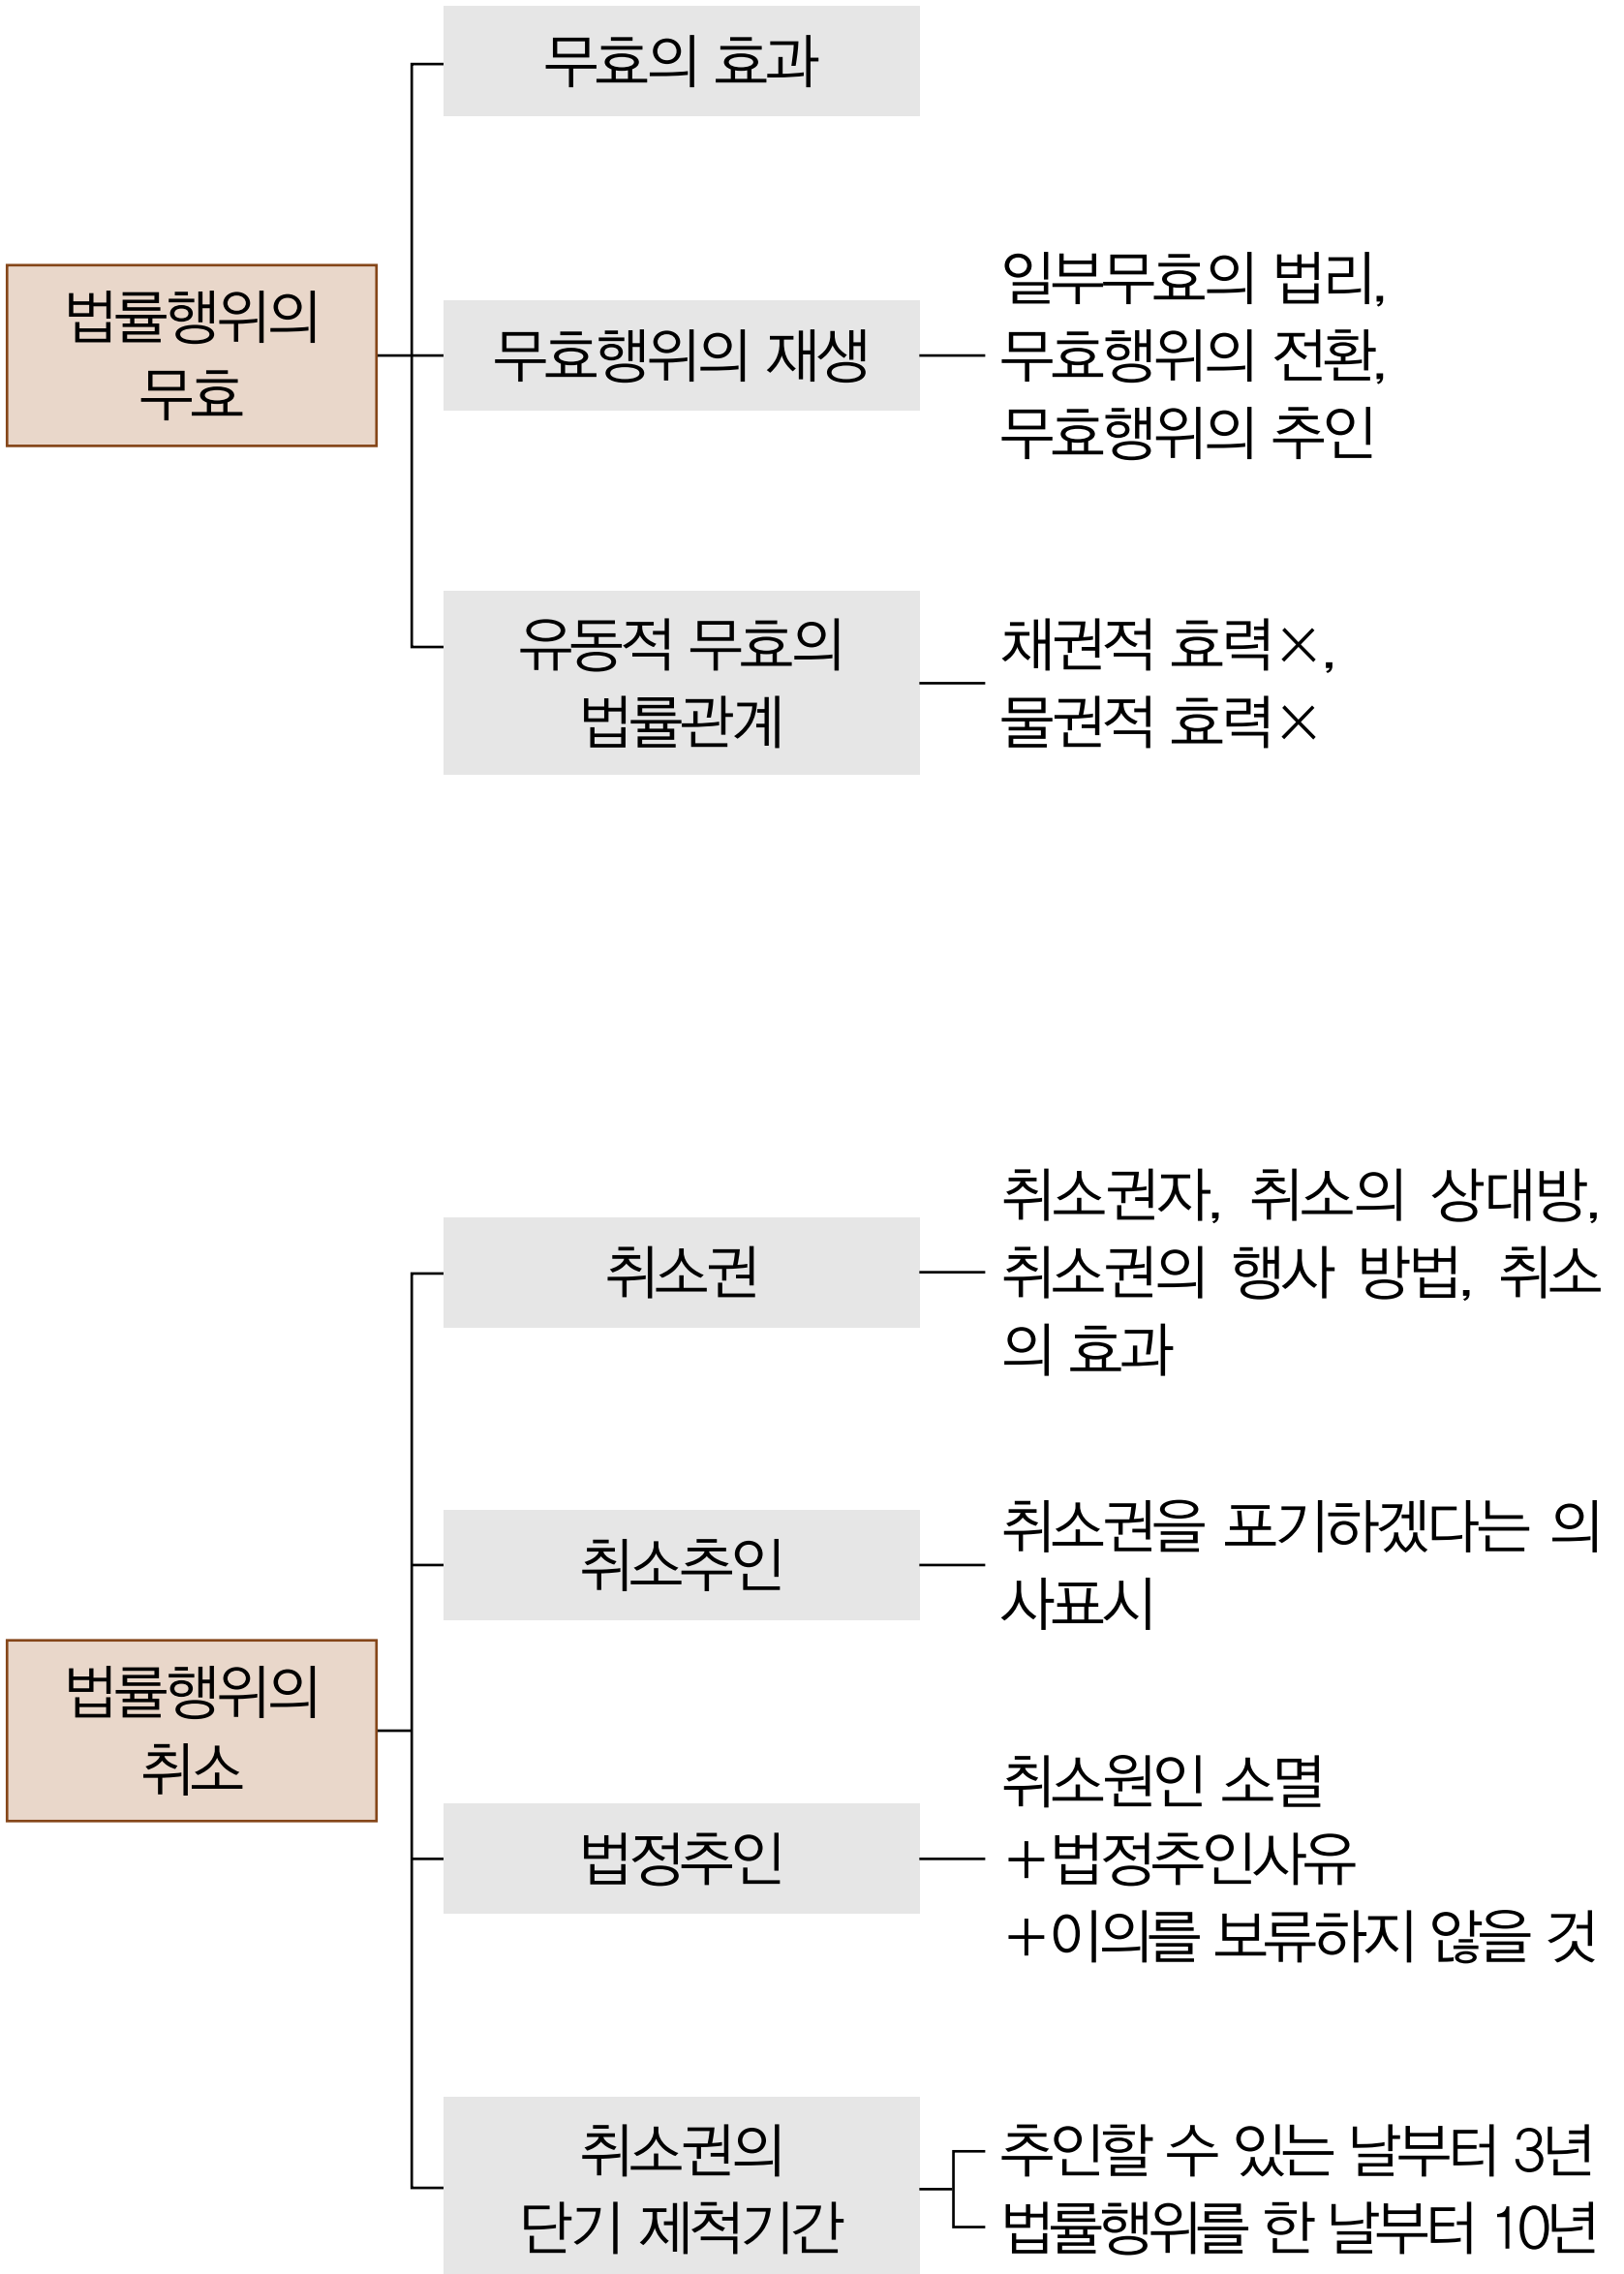 무효의 효과
법률행위의
무효
무효행위의 재생
일부무효의 법리,
무효행위의 전환,
무효행위의 추인
유동적 무효의
법률관계
채권적 효력×,
물권적 효력×
법률행위의
취소
취소권
취소권자, 취소의 상대방,
취소권의 행사 방법, 취소
의 효과
취소추인
취소권을 포기하겠다는 의
사표시
법정추인
취소원인 소멸
+법정추인사유
+이의를 보류하지 않을 것
취소권의
단기 제척기간
추인할 수 있는 날부터 3년
법률행위를 한 날부터 10년